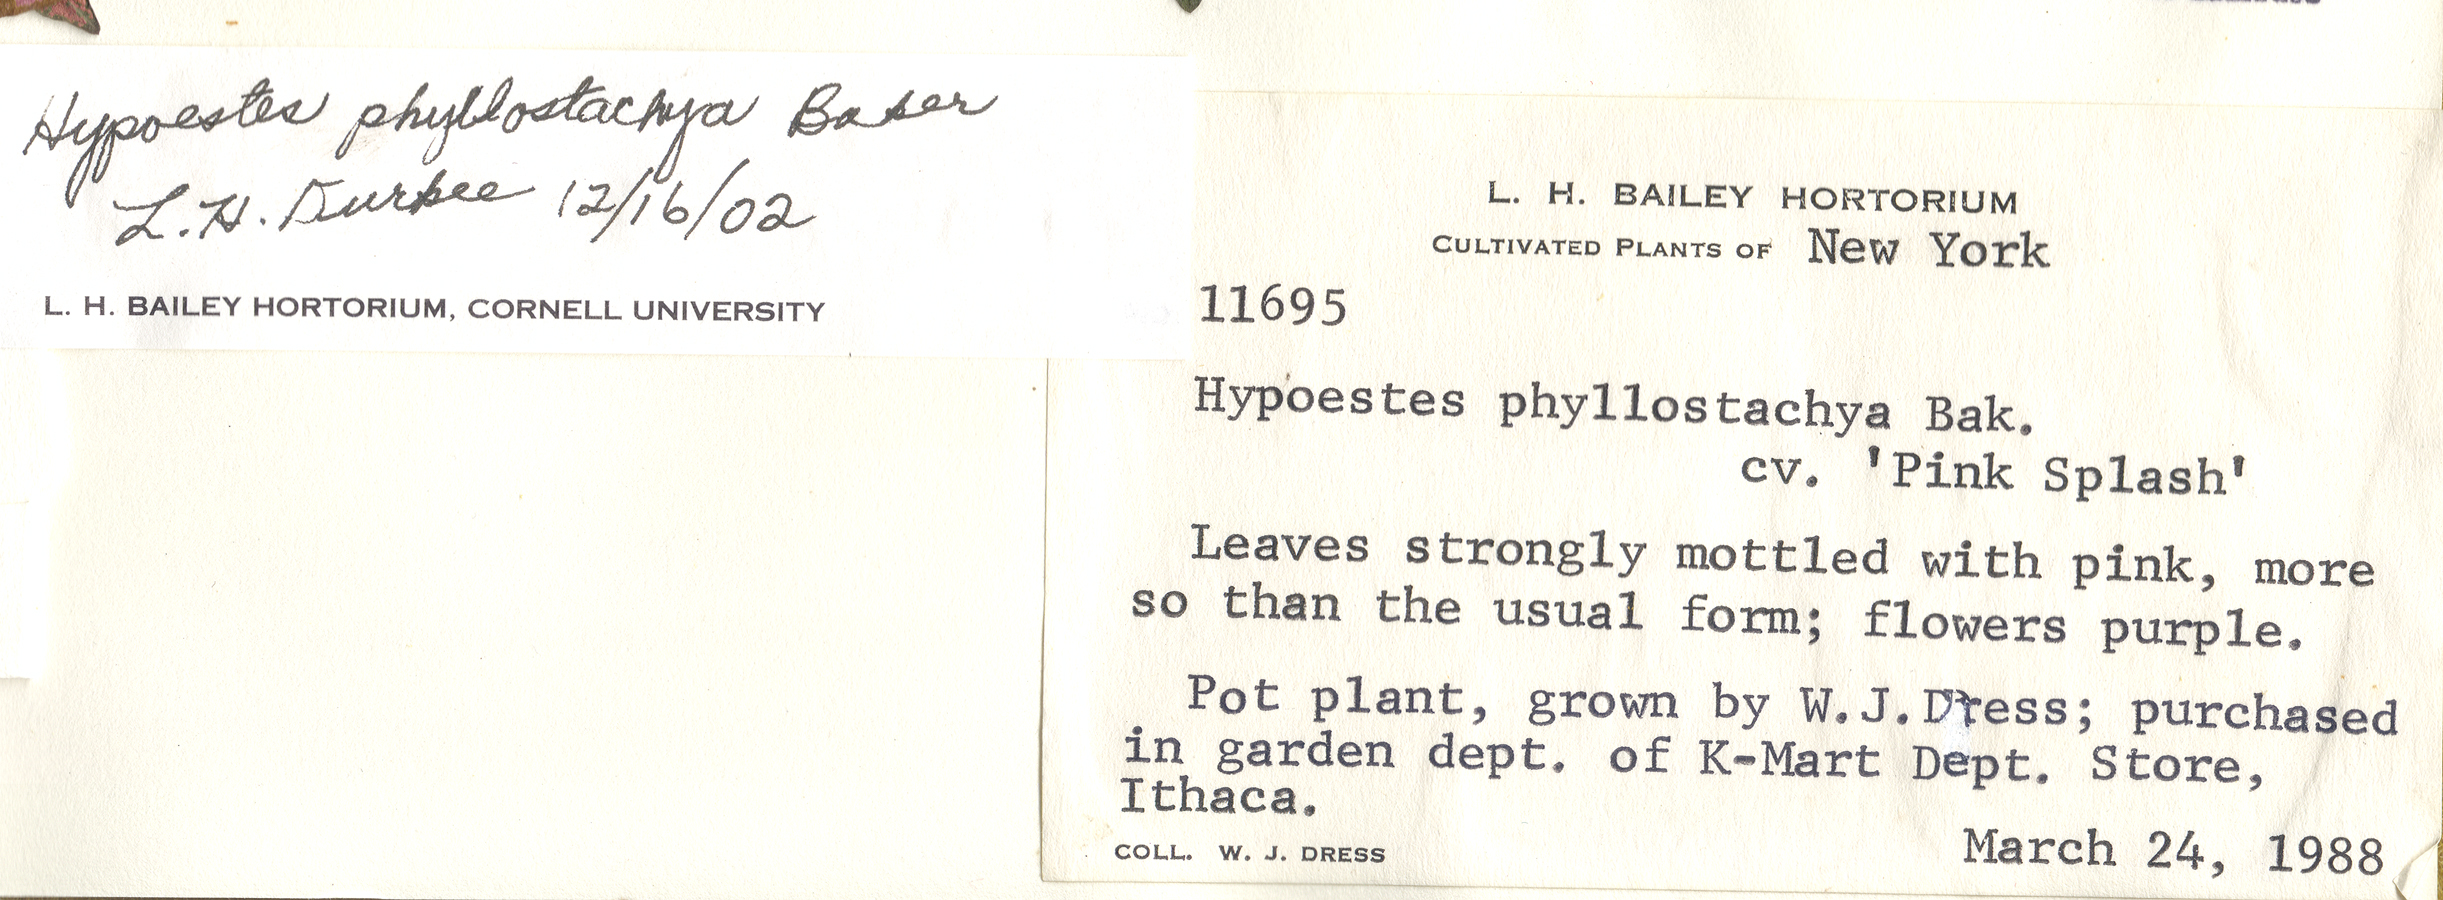 Hypoestes phyllostachya Baker
L. H. Durkee 12/16/02
L. H. BAILEY HORTORIUM, CORNELL UNIVERSITY
L. H. BAILEY HORTORIUM
CULTIVATED PLANTS OF New York
11695
Hypoestes phyllostachya Bak.
cv. 'Pink Splash'
Leaves strongly mottled with pink, more
so than the usual form; flowers purple.
Pot plant, grown by W.J.Dress; purchased
in garden dept. of K-Mart Dept. Store,
Ithaca.
March 24, 1988
COLL. W. J. DRESS